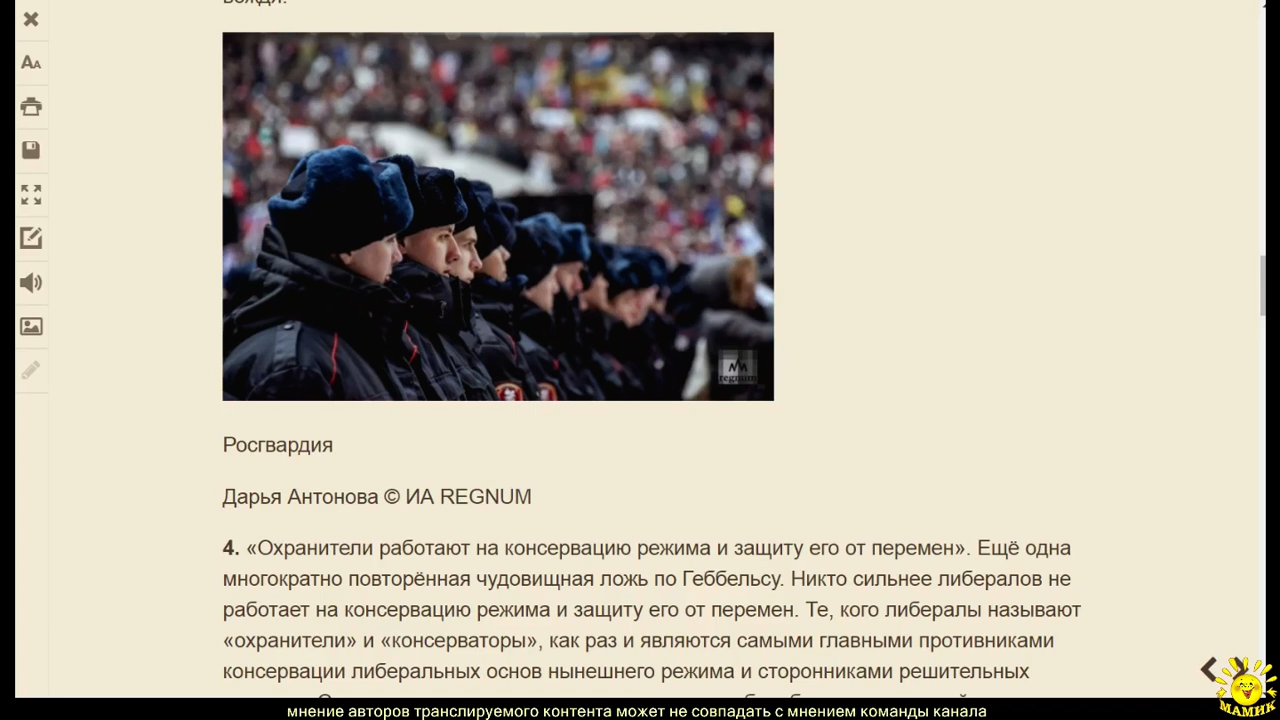 вожди.
regnum
Росгвардия
Дарья Антонова © ИА REGNUM
4. «Охранители работают на консервацию режима и защиту его от перемен». Ещё одна
многократно повторённая чудовищная ложь по Геббельсу. Никто сильнее либералов не
работает на консервацию режима и защиту его от перемен. Те, кого либералы называют
«охранители» и «консерваторы», как раз и являются самыми главными противниками
консервации либеральных основ нынешнего режима и сторонниками решительных
МАМИК
мнение авторов транслируемого контента может не совпадать с мнением команды канала